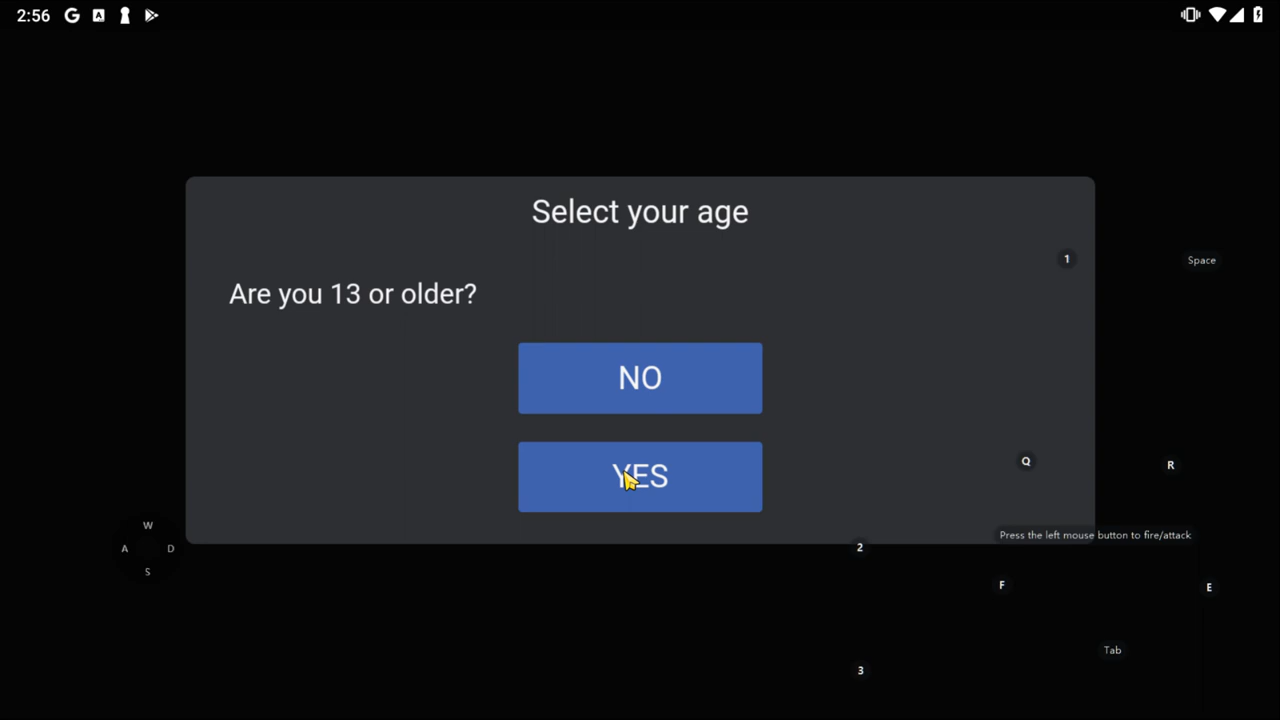 2:56
Select your age
Are you 13 or older?
1
Space
NO
Q
R
YES
W
A D
S
Press the left mouse button to fire/attack
2
F
E
Tab
3